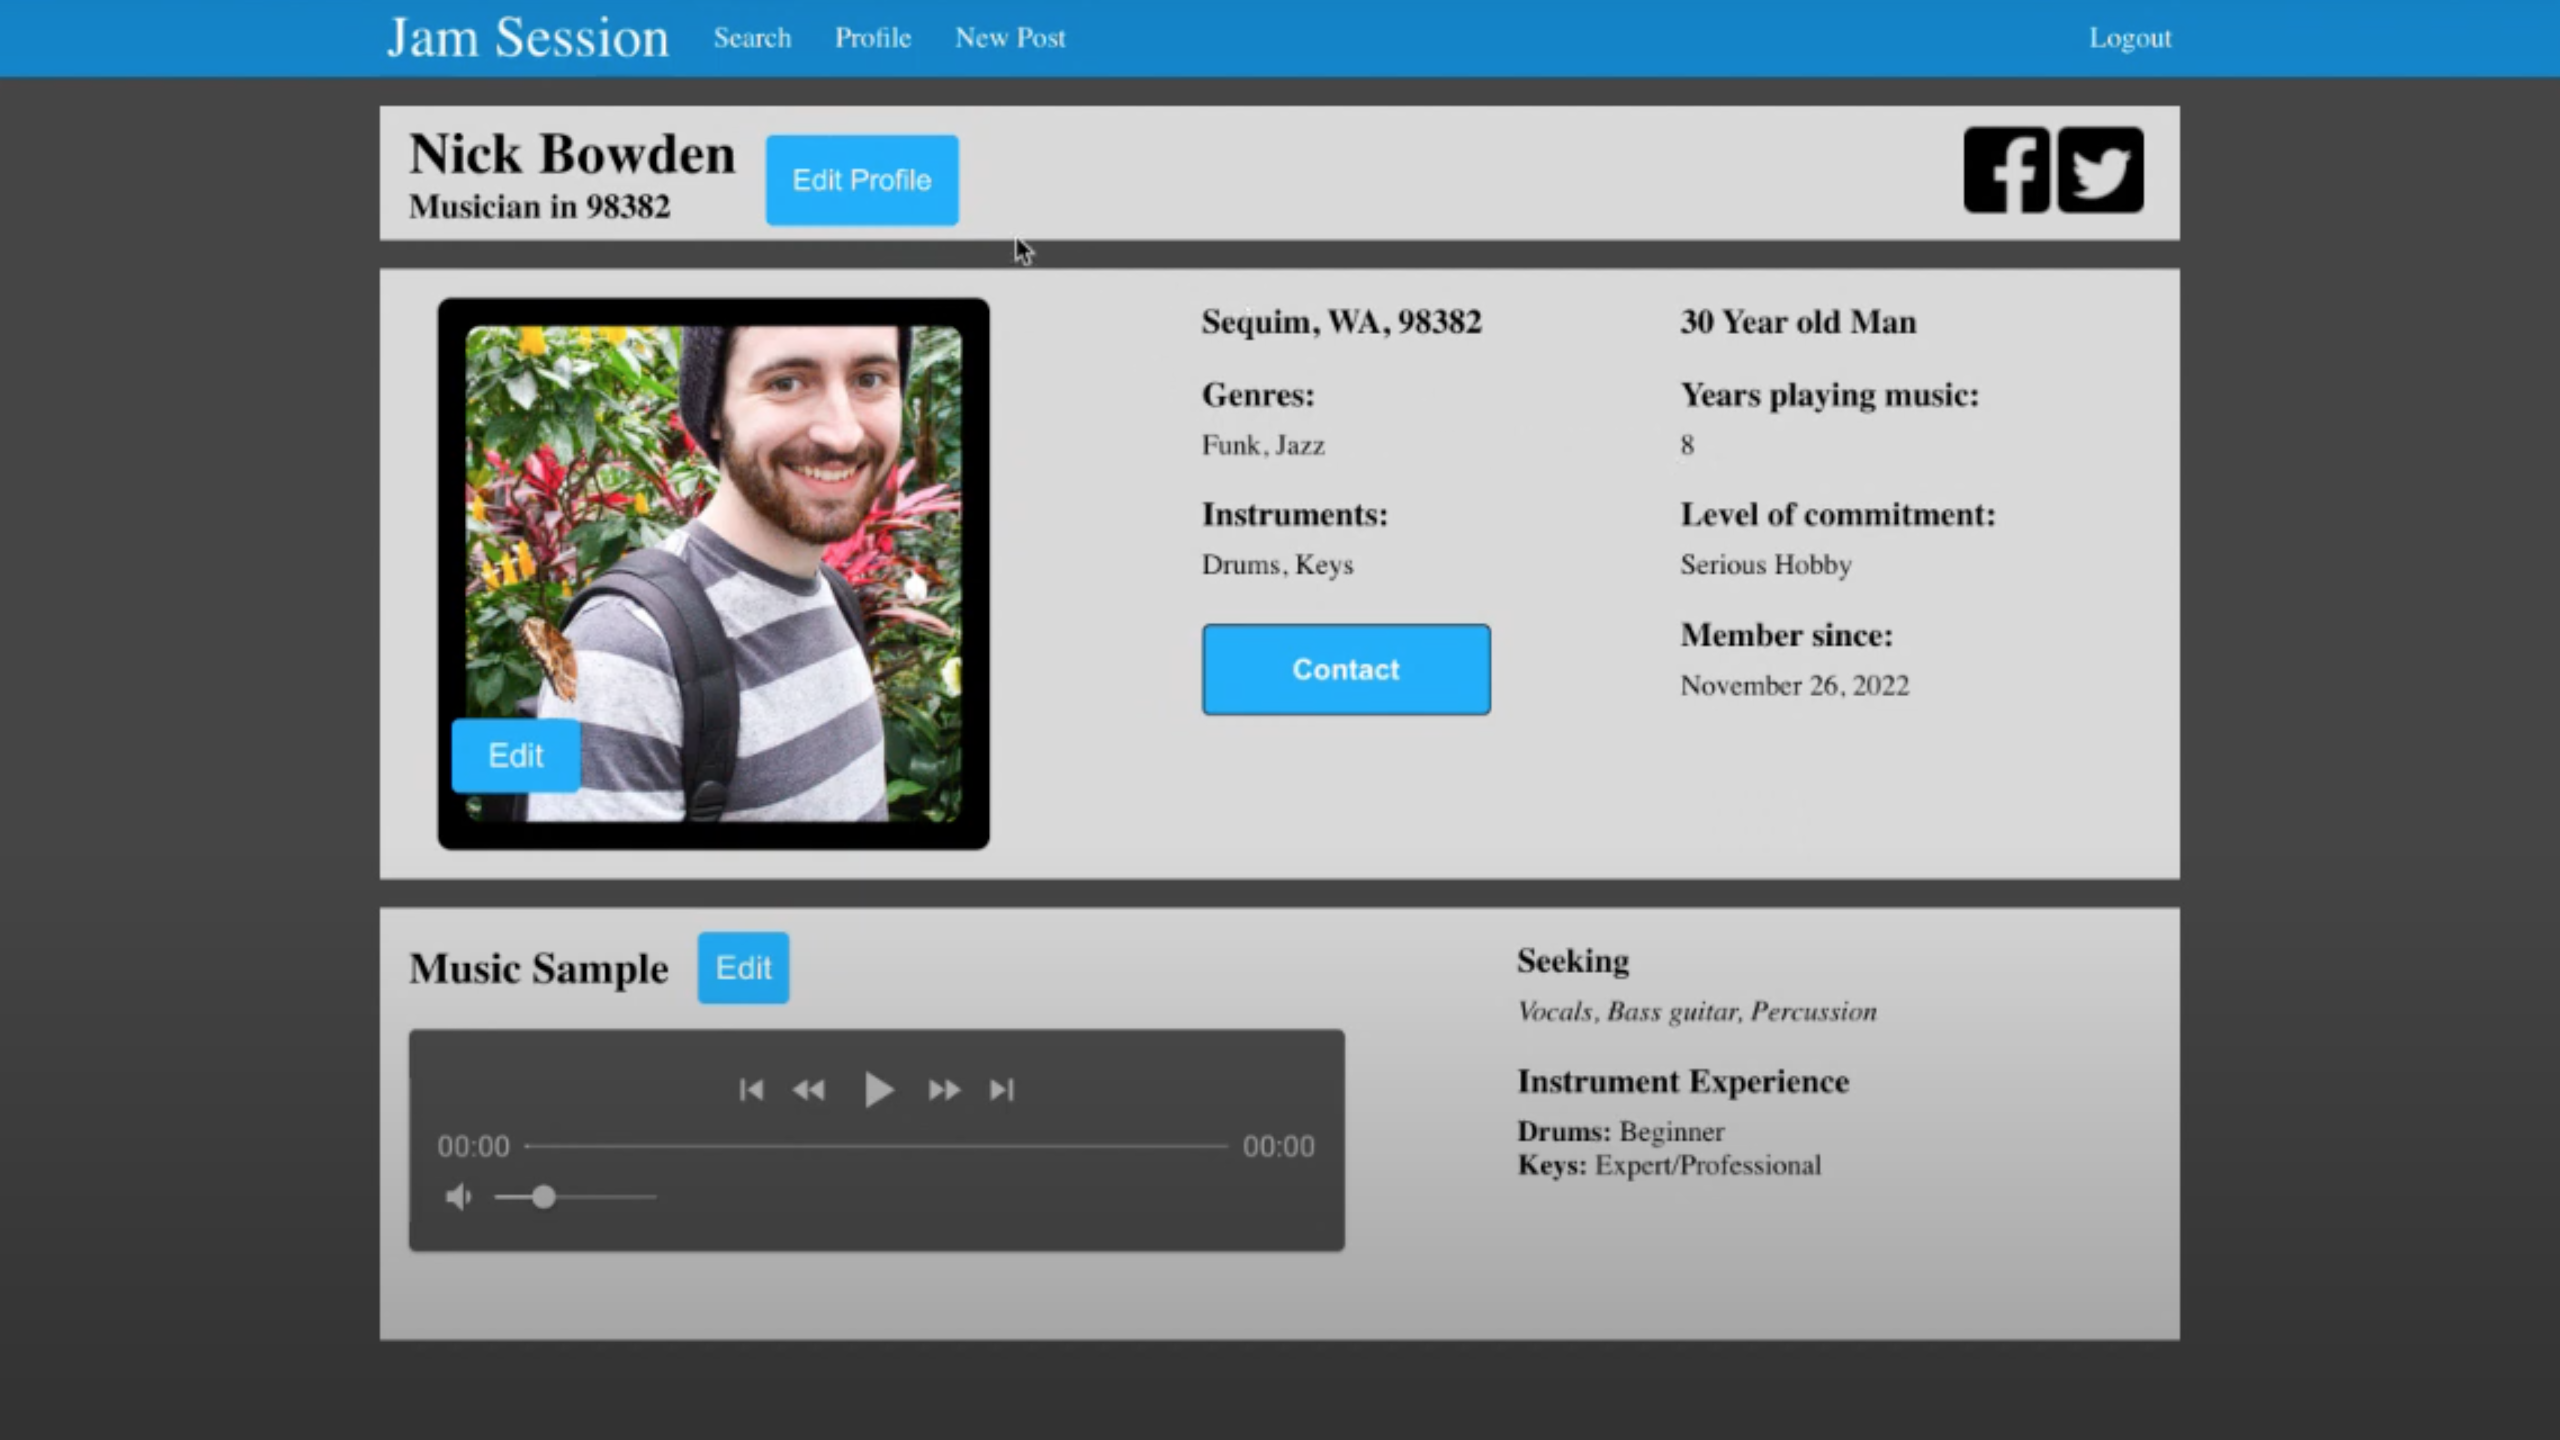 Jam Session Search Profile New Post Logout
Nick Bowden
Edit Profile
Musician in 98382
Sequim, WA, 98382
Genres:
Funk, Jazz
Instruments:
Drums, Keys
Contact
30 Year old Man
Years playing music:
8
Level of commitment:
Serious Hobby
Member since:
November 26, 2022
Edit
Music Sample Edit
00:00 00:00
Seeking
Vocals, Bass guitar, Percussion
Instrument Experience
Drums: Beginner
Keys: Expert/Professional